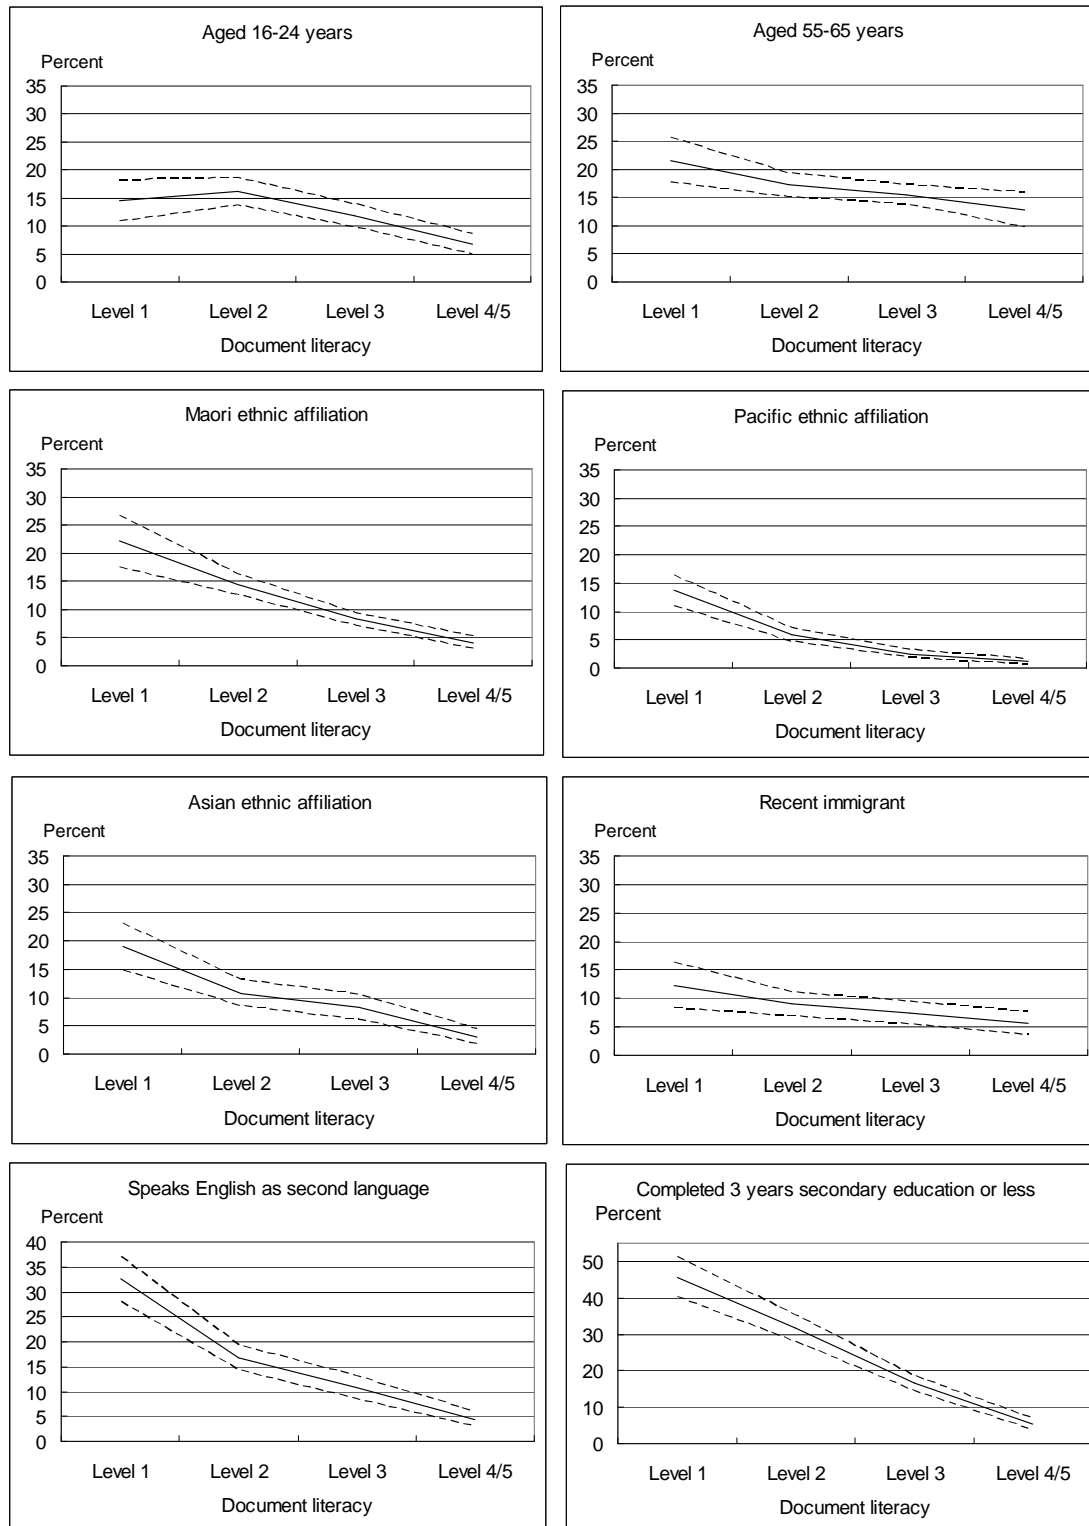 Aged 16-24 years
Percent
35
30
25
20
15
10
5
0
Level 1 Level 2 Level 3 Level 4/5
Document literacy
Aged 55-65 years
Percent
35
30
25
20
15
10
5
0
Level 1 Level 2 Level 3 Level 4/5
Document literacy
Maori ethnic affiliation
Percent
35
30
25
20
15
10
5
0
Level 1 Level 2 Level 3 Level 4/5
Document literacy
Pacific ethnic affiliation
Percent
35
30
25
20
15
10
5
0
Level 1 Level 2 Level 3 Level 4/5
Document literacy
Asian ethnic affiliation
Percent
35
30
25
20
15
10
5
0
Level 1 Level 2 Level 3 Level 4/5
Document literacy
Recent immigrant
Percent
35
30
25
20
15
10
5
0
Level 1 Level 2 Level 3 Level 4/5
Document literacy
Speaks English as second language
Percent
40
35
30
25
20
15
10
5
0
Level 1 Level 2 Level 3 Level 4/5
Document literacy
Completed 3 years secondary education or less
Percent
50
40
30
20
10
0
Level 1 Level 2 Level 3 Level 4/5
Document literacy